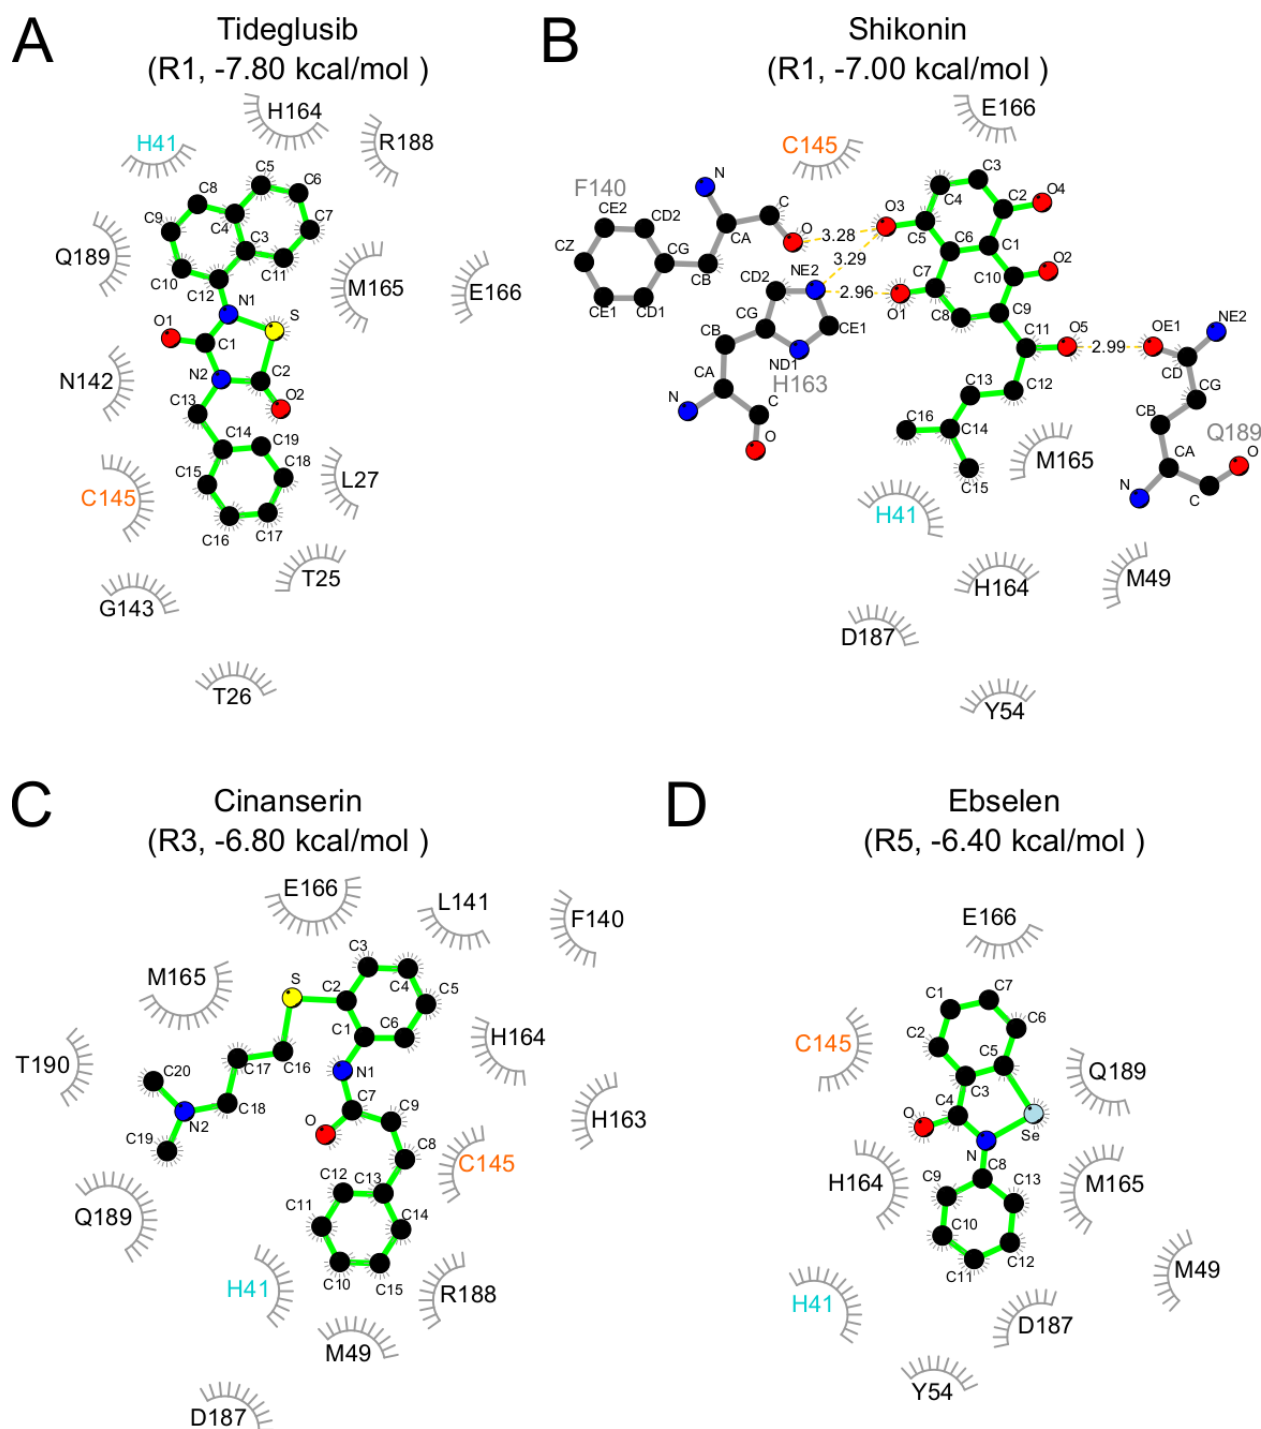 A
Tideglusib
(R1, -7.80 kcal/mol )
H164
H41
R188
C5
C6
C8
C9
C4
C7
C3
Q189
C10
C11
M165
E166
C12
N1
S
O1
C1
N142
N2
C2
O2
C13
C14
C19
C15
C18
L27
C145
C16
C17
T25
G143
T26
B
Shikonin
(R1, -7.00 kcal/mol )
E166
C145
N
F140
C3
CE2
CD2
C
O3
C4
C2
O4
CA
O
3.28
C5
CZ
CG
C6
C1
3.29
CB
CD2
NE2
C7
C10
O2
CE1
CD1
2.96
O1
CG
C8
C9
CE1
NE2
CB
C11
O5
OE1
ND1
2.99
H163
CD
CA
C13
C12
CG
N
C
C16
CB
C14
Q189
O
M165
CA
O
C15
N
C
H41
H164
M49
D187
Y54
C
Cinanserin
(R3, -6.80 kcal/mol )
E166
L141
F140
C3
M165
S
C2
C4
C5
C1
C6
H164
T190
C17
C16
C20
N1
C18
C7
C9
H163
O
N2
C19
C8
C145
C12
C13
Q189
C11
C14
H41
C10
C15
R188
M49
D187
D
Ebselen
(R5, -6.40 kcal/mol )
E166
C7
C1
C6
C145
C2
C5
C3
Q189
C4
O
Se
N
C8
H164
C9
C13
M165
C10
C12
C11
M49
H41
D187
Y54